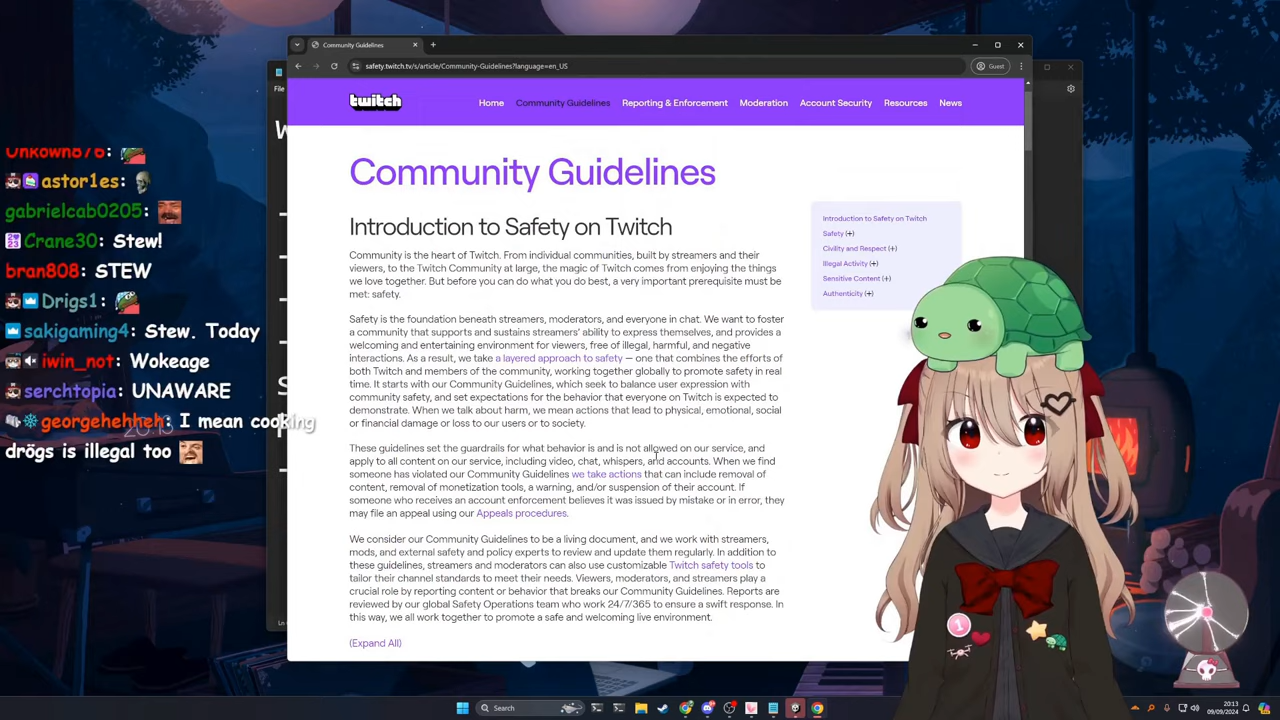 Community Guidelines
safety.twitch.tv/s/article/Community-Guidelines?language=en_US
Guest
File
twitch
Home
Community Guidelines
Reporting & Enforcement
Moderation
Account Security
Resources
News
Community Guidelines
Introduction to Safety on Twitch
Community is the heart of Twitch. From individual communities, built by streamers and their
viewers, to the Twitch Community at large, the magic of Twitch comes from enjoying the things
we love together. But before you can do what you do best, a very important prerequisite must be
met: safety.
Safety is the foundation beneath streamers, moderators, and everyone in chat. We want to foster
a community that supports and sustains streamers' ability to express themselves, and provides a
welcoming and entertaining environment for viewers, free of illegal, harmful, and negative
interactions. As a result, we take a layered approach to safety — one that combines the efforts of
both Twitch and members of the community, working together globally to promote safety in real
time. It starts with our Community Guidelines, which seek to balance user expression with
community safety, and set expectations for the behavior that everyone on Twitch is expected to
demonstrate. When we talk about harm, we mean actions that lead to physical, emotional, social
or financial damage or loss to our users or to society.
These guidelines set the guardrails for what behavior is and is not allowed on our service, and
apply to all content on our service, including video, chat, whispers, and accounts. When we find
someone has violated our Community Guidelines we take actions that can include removal of
content, removal of monetization tools, a warning, and/or suspension of their account. If
someone who receives an account enforcement believes it was issued by mistake or in error, they
may file an appeal using our Appeals procedures.
We consider our Community Guidelines to be a living document, and we work with streamers,
mods, and external safety and policy experts to review and update them regularly. In addition to
these guidelines, streamers and moderators can also use customizable Twitch safety tools to
tailor their channel standards to meet their needs. Viewers, moderators, and streamers play a
crucial role by reporting content or behavior that breaks our Community Guidelines. Reports are
reviewed by our global Safety Operations team who work 24/7/365 to ensure a swift response. In
this way, we all work together to promote a safe and welcoming live environment.
(Expand All)
Introduction to Safety on Twitch
Safety (+)
Civility and Respect (+)
Illegal Activity (+)
Sensitive Content (+)
Authenticity (+)
Unkown876:
astor1es:
gabrielcab0205:
Crane30: Stew!
bran808: STEW
Drigs1:
sakigaming4: Stew. Today
iwin_not: Wokeage
serchtopia: UNAWARE
georgehehheh: I mean cooking
drögs is illegal too
1
Search
20:13
09/09/2024